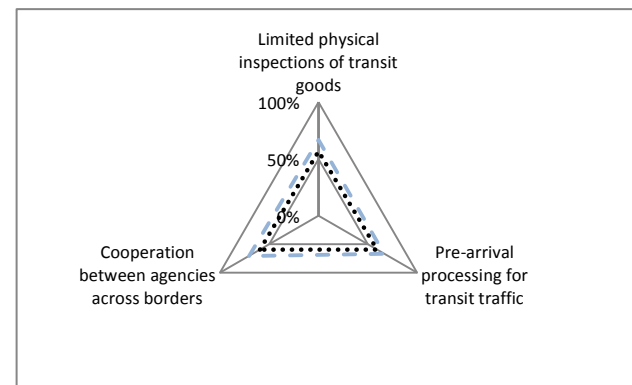 Limited physical
inspections of transit
goods
100%
50%
0%
Cooperation
between agencies
across borders
Pre-arrival
processing for
transit traffic